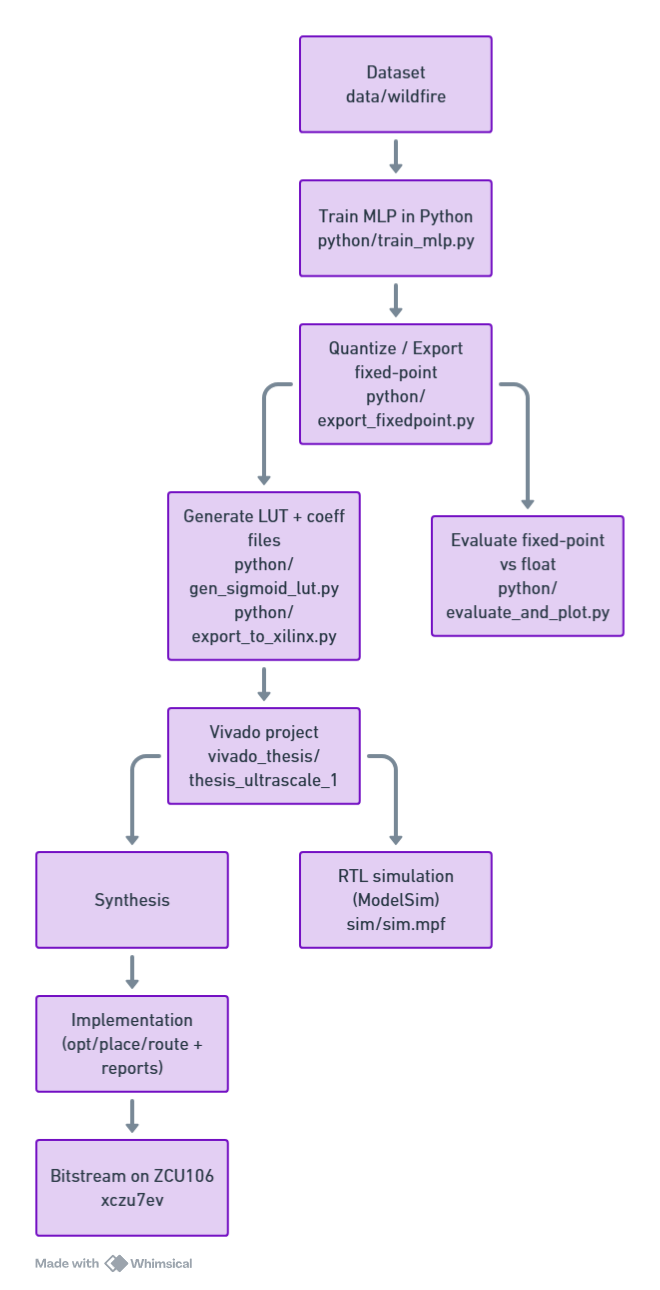 Dataset
data/wildfire
Train MLP in Python
python/train_mlp.py
Quantize / Export
fixed-point
python/
export_fixedpoint.py
Generate LUT + coeff
files
python/
gen_sigmoid_lut.py
python/
export_to_xilinx.py
Evaluate fixed-point
vs float
python/
evaluate_and_plot.py
Vivado project
vivado_thesis/
thesis_ultrascale_1
Synthesis
RTL simulation
(ModelSim)
sim/sim.mpf
Implementation
(opt/place/route +
reports)
Bitstream on ZCU106
xczu7ev
Made with Whimsical